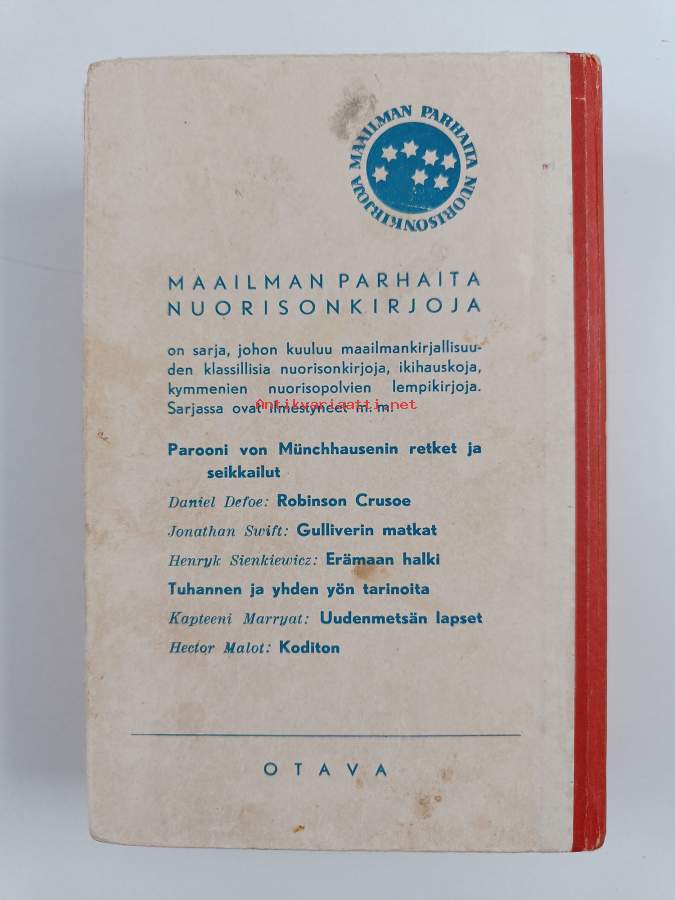 MAAILMAN PARHAITA NUORISONKIRJOJA
MAAILMAN PARHAITA
NUORISONKIRJOJA
on sarja, johon kuuluu maailmankirjallisuu-
den klassillisia nuorisonkirjoja, ikihauskoja,
kymmenien nuorisopolvien lempikirjoja.
Sarjassa ovat ilmestyneet m. m.
Antikvariaatti.net
Parooni von Münchhausenin retket ja
seikkailut
Daniel Defoe: Robinson Crusoe
Jonathan Swift: Gulliverin matkat
Henryk Sienkiewicz: Erämaan halki
Tuhannen ja yhden yön tarinoita
Kapteeni Marryat: Uudenmetsän lapset
Hector Malot: Koditon
OTAVA